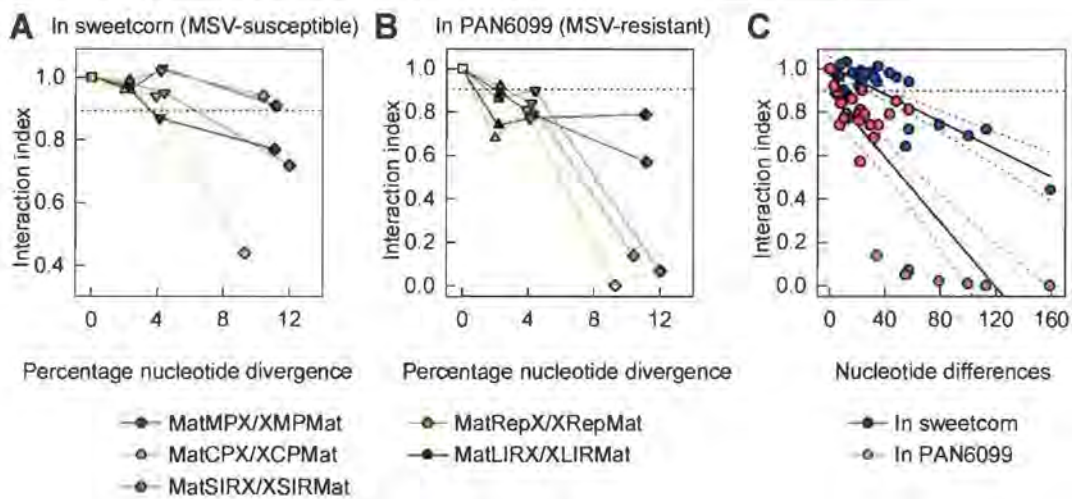 A In sweetcorn (MSV-susceptible)
B In PAN6099 (MSV-resistant)
C
Interaction index
1.0
0.8
0.6
0.4
0 4 8 12
Percentage nucleotide divergence
Interaction index
1.0
0.8
0.6
0.4
0.2
0.0
0 4 8 12
Percentage nucleotide divergence
Interaction index
1.0
0.8
0.6
0.4
0.2
0.0
0 40 80 120 160
Nucleotide differences
MatMPX/XMPMat
MatCPX/XCPMat
MatSIRX/XSIRMat
MatRepX/XRepMat
MatLIRX/XLIRMat
In sweetcorn
In PAN6099